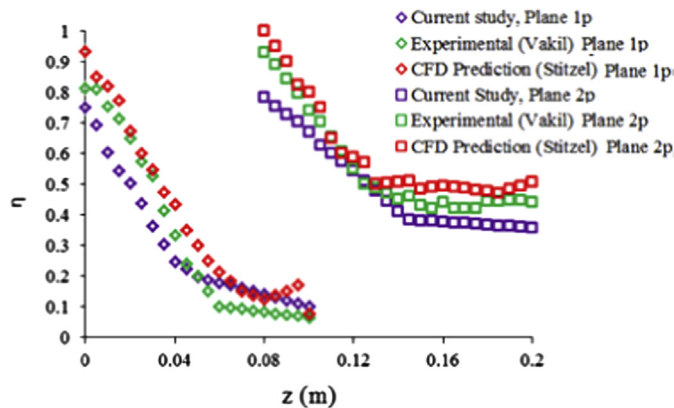 Current study, Plane 1p
Experimental (Vakil) Plane 1p
CFD Prediction (Stitzel) Plane 1p
Current Study, Plane 2p
Experimental (Vakil) Plane 2p
CFD Prediction (Stitzel) Plane 2p
1
0.9
0.8
0.7
0.6
0.5
0.4
0.3
0.2
0.1
0
η
0 0.04 0.08 0.12 0.16 0.2
z (m)